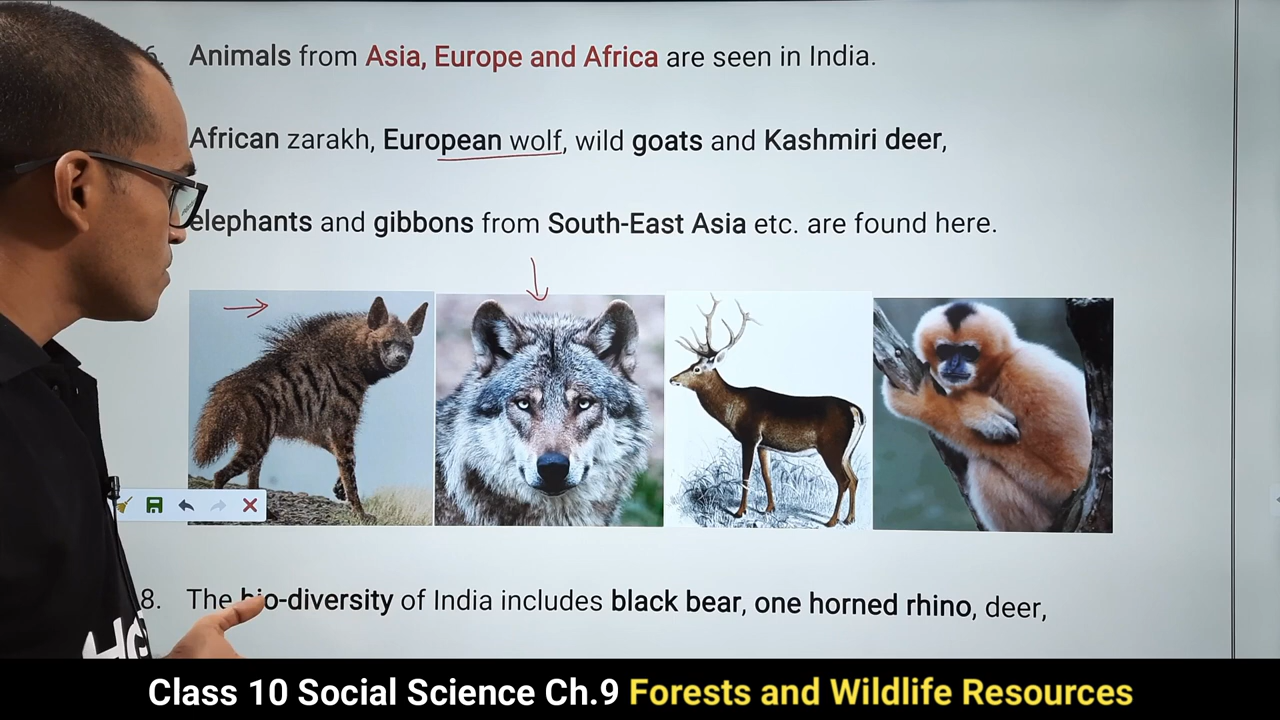 6. Animals from Asia, Europe and Africa are seen in India.
African zarakh, European wolf, wild goats and Kashmiri deer,
elephants and gibbons from South-East Asia etc. are found here.
8. The bio-diversity of India includes black bear, one horned rhino, deer,
Class 10 Social Science Ch.9 Forests and Wildlife Resources